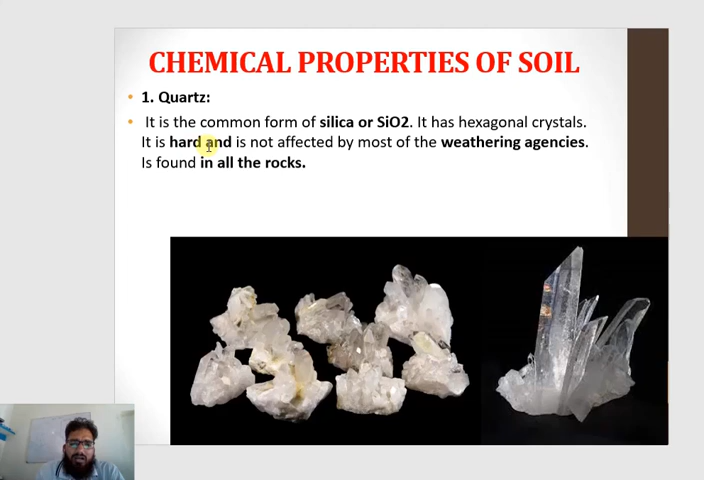 CHEMICAL PROPERTIES OF SOIL
1. Quartz:
It is the common form of silica or SiO2. It has hexagonal crystals.
It is hard and is not affected by most of the weathering agencies.
Is found in all the rocks.